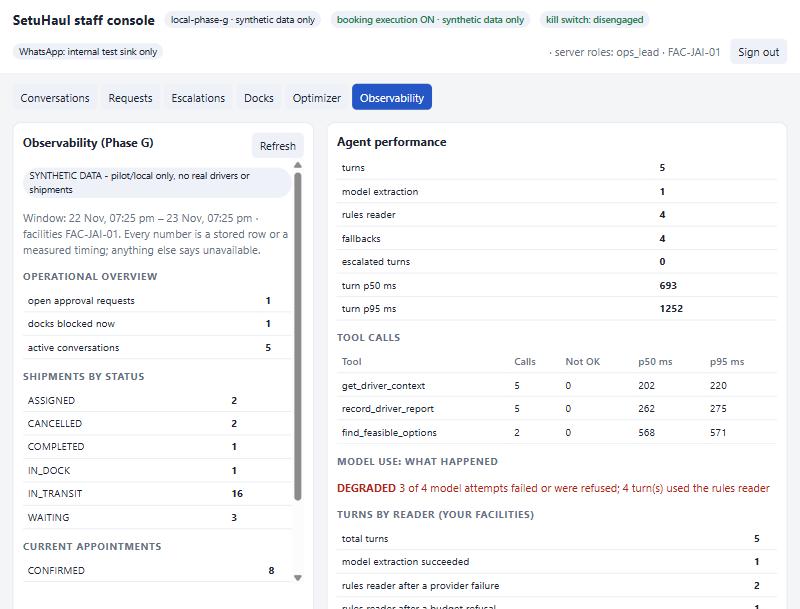 SetuHaul staff console
local-phase-g · synthetic data only
booking execution ON · synthetic data only
kill switch: disengaged
WhatsApp: internal test sink only
· server roles: ops_lead · FAC-JAI-01
Sign out
Conversations Requests Escalations Docks Optimizer Observability
Observability (Phase G)
Refresh
SYNTHETIC DATA - pilot/local only, no real drivers or
shipments
Window: 22 Nov, 07:25 pm – 23 Nov, 07:25 pm ·
facilities FAC-JAI-01. Every number is a stored row or a
measured timing; anything else says unavailable.
OPERATIONAL OVERVIEW
open approval requests 1
docks blocked now 1
active conversations 5
SHIPMENTS BY STATUS
ASSIGNED 2
CANCELLED 2
COMPLETED 1
IN_DOCK 1
IN_TRANSIT 16
WAITING 3
CURRENT APPOINTMENTS
CONFIRMED 8
Agent performance
turns 5
model extraction 1
rules reader 4
fallbacks 4
escalated turns 0
turn p50 ms 693
turn p95 ms 1252
TOOL CALLS
Tool Calls Not OK p50 ms p95 ms
get_driver_context 5 0 202 220
record_driver_report 5 0 262 275
find_feasible_options 2 0 568 571
MODEL USE: WHAT HAPPENED
DEGRADED 3 of 4 model attempts failed or were refused; 4 turn(s) used the rules reader
TURNS BY READER (YOUR FACILITIES)
total turns 5
model extraction succeeded 1
rules reader after a provider failure 2
rules reader after a budget refusal 1